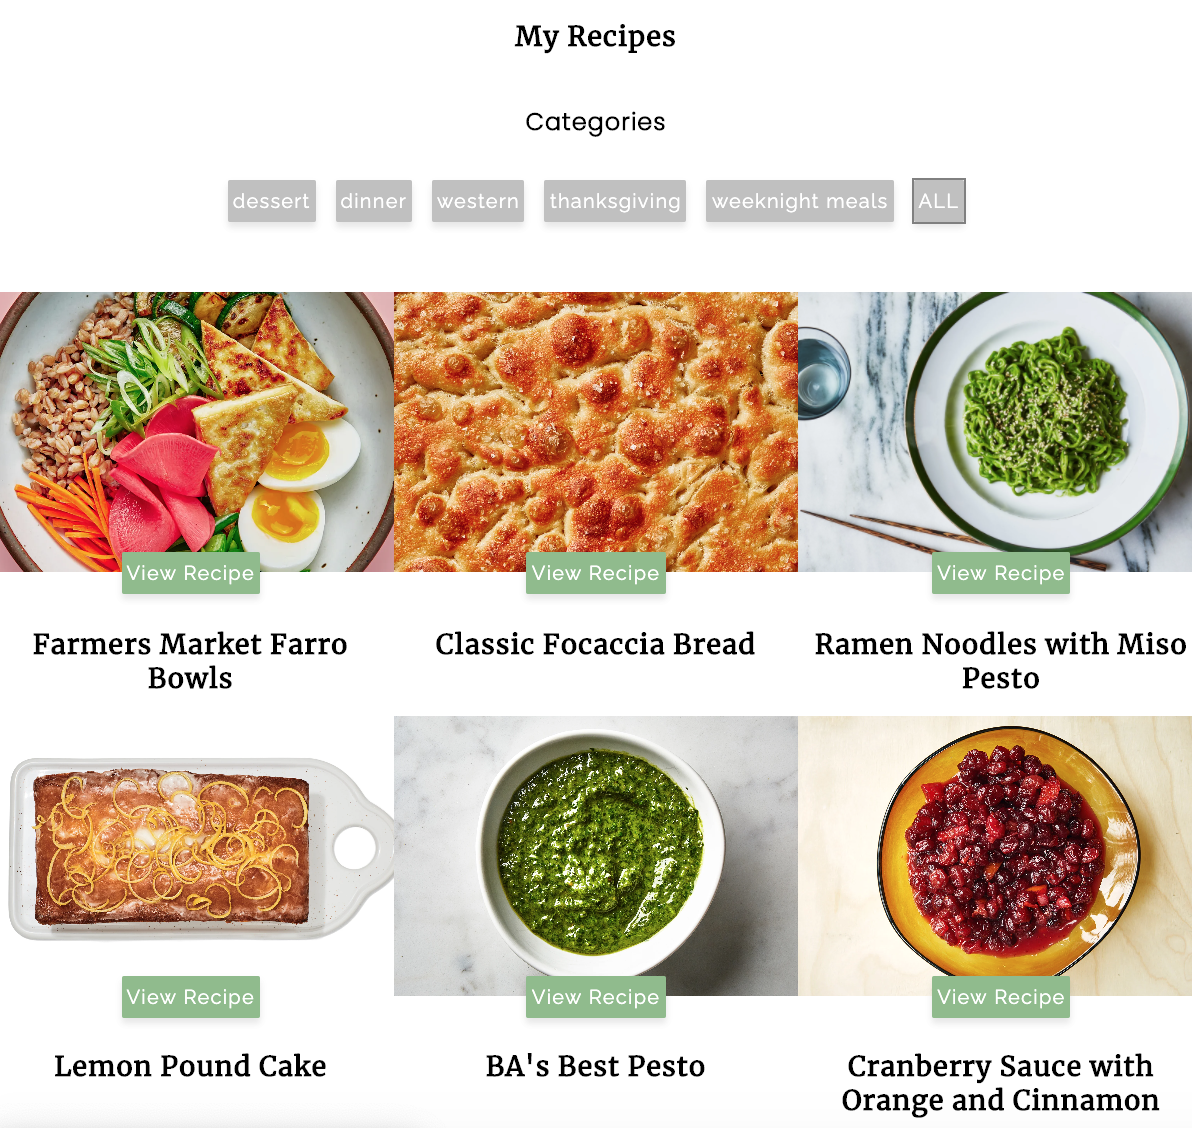 My Recipes
Categories
dessert dinner western thanksgiving weeknight meals ALL
View Recipe View Recipe View Recipe
Farmers Market Farro
Bowls
Classic Focaccia Bread
Ramen Noodles with Miso
Pesto
View Recipe View Recipe View Recipe
Lemon Pound Cake
BA's Best Pesto
Cranberry Sauce with
Orange and Cinnamon